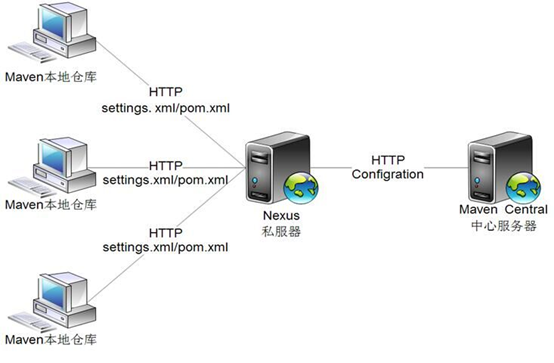 Maven本地仓库
HTTP
settings. xml/pom.xml
Maven本地仓库
HTTP
settings.xml/pom.xml
HTTP
settings.xml/pom.xml
Maven本地仓库
Nexus
私服器
HTTP
Configration
Maven Central
中心服务器